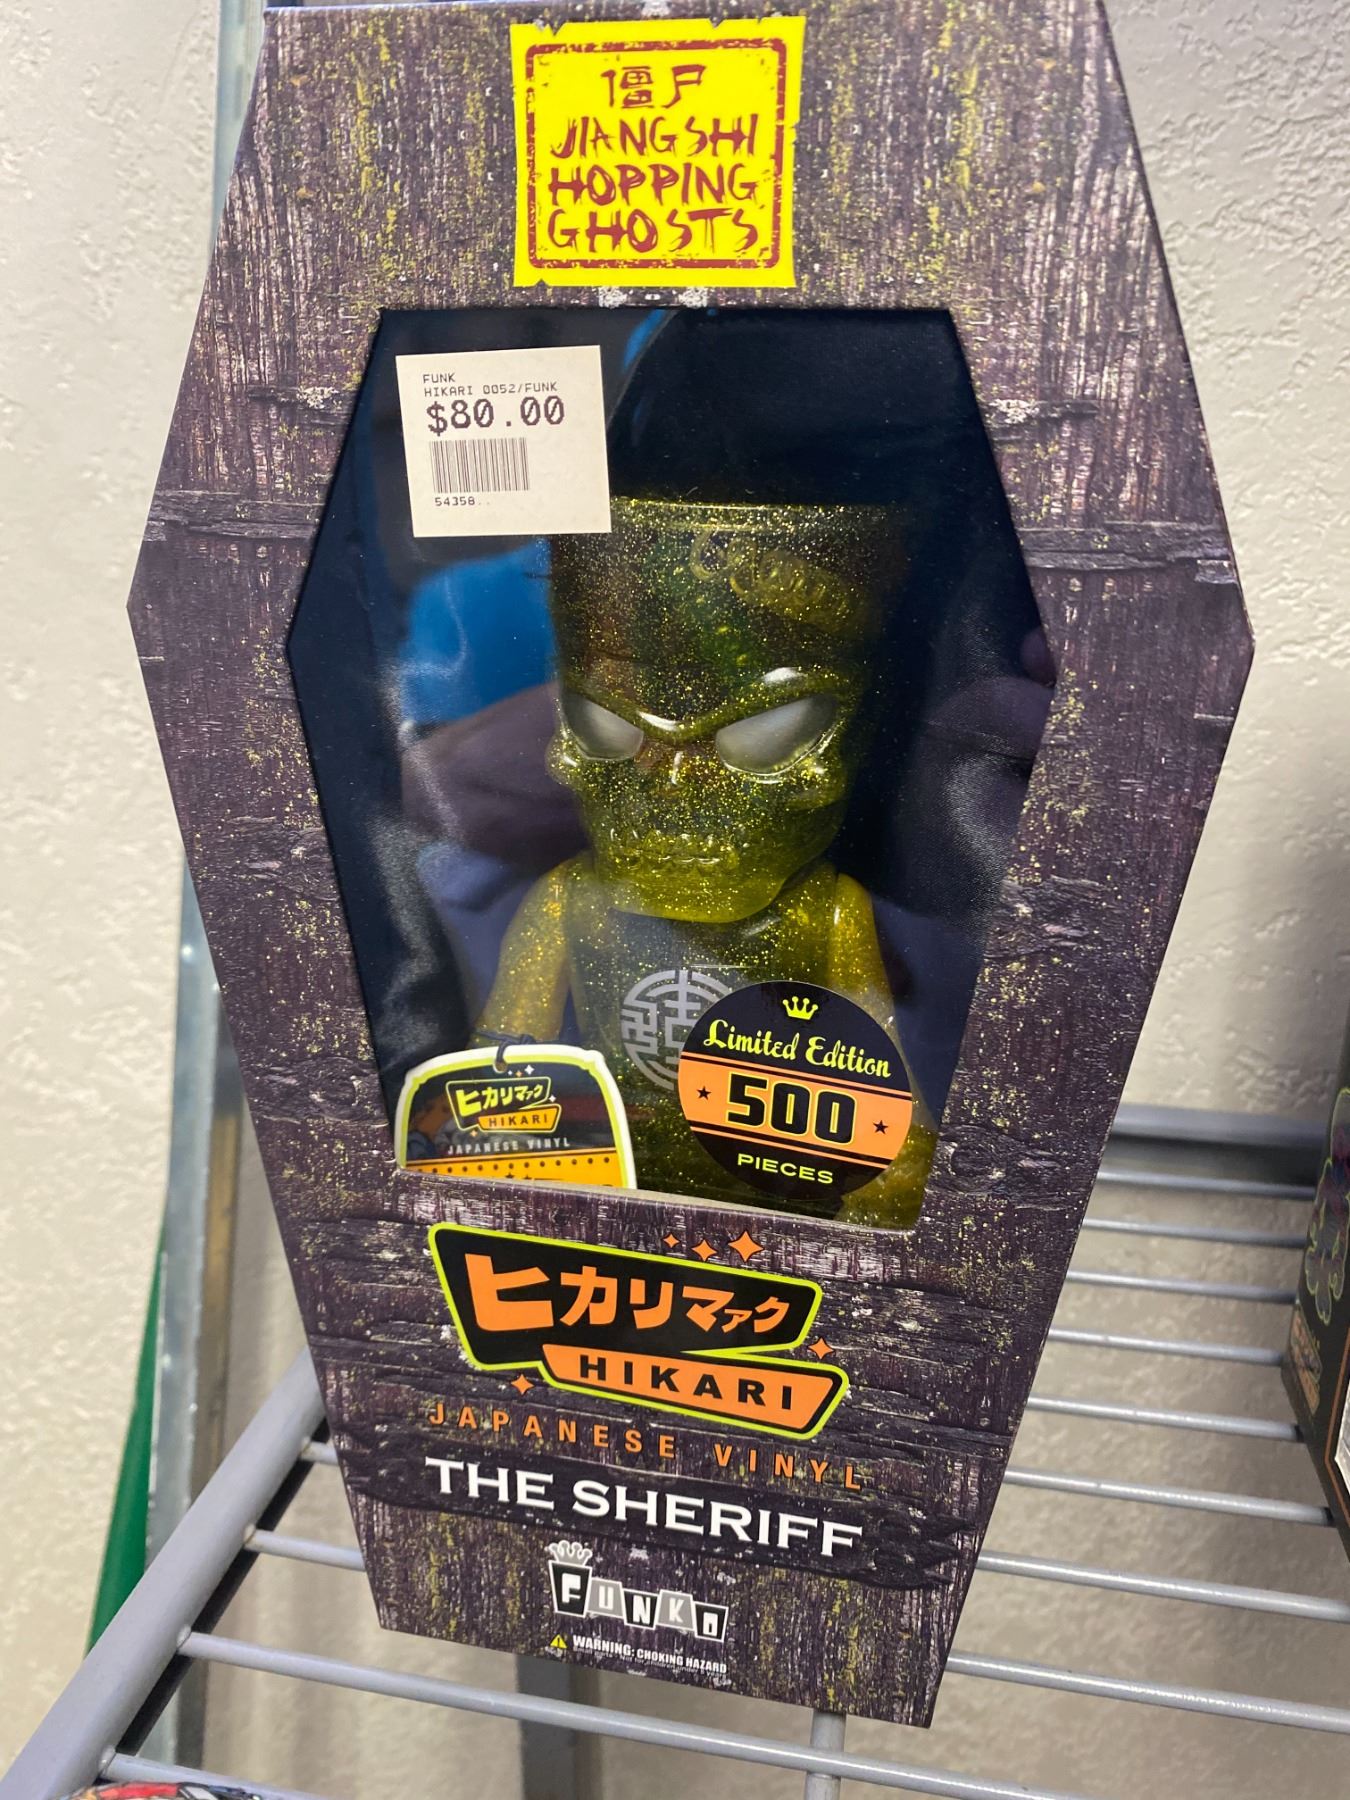 僵尸
JIANGSHI
HOPPING
GHOSTS
FUNK
HIKARI 0052/FUNK
$80.00
54358..
Limited Edition
500
PIECES
ヒカリマァク
HIKARI
JAPANESE VINYL
ヒカリマァク
HIKARI
JAPANESE VINYL
THE SHERIFF
FUNKO
WARNING: CHOKING HAZARD